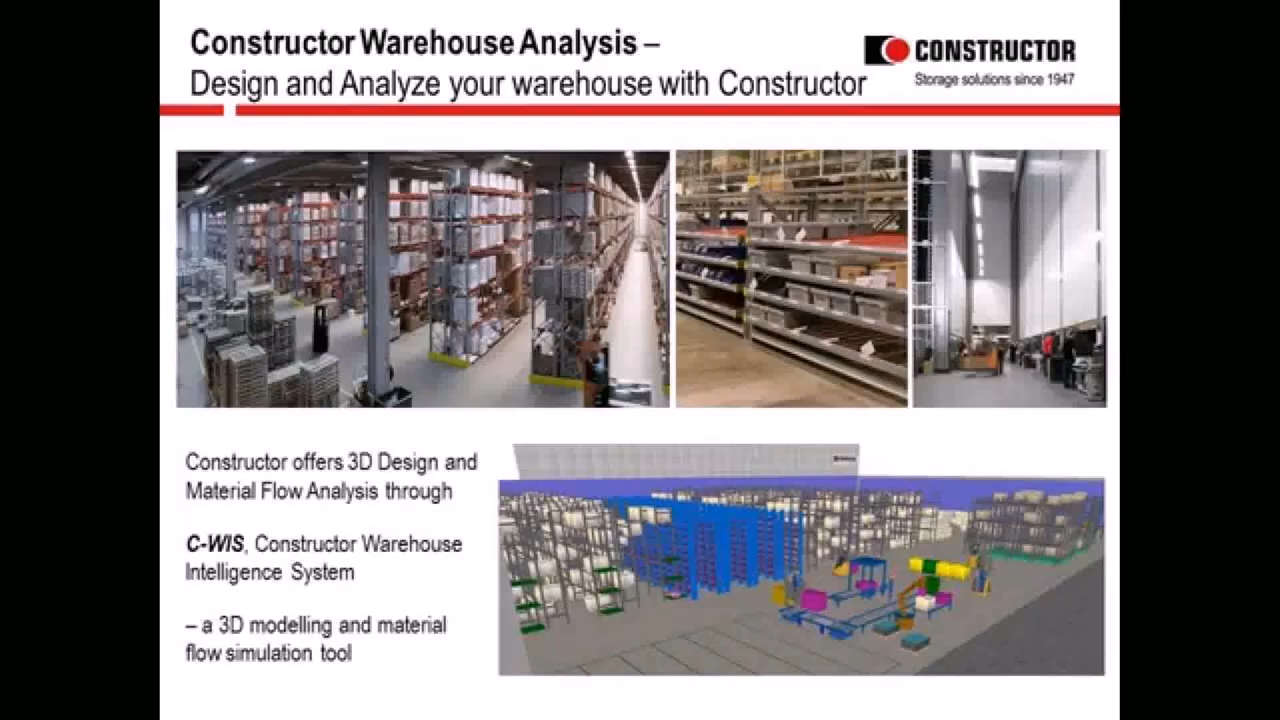 Constructor Warehouse Analysis –
Design and Analyze your warehouse with Constructor
CONSTRUCTOR
Storage solutions since 1947
Constructor offers 3D Design and
Material Flow Analysis through
C-WIS, Constructor Warehouse
Intelligence System
– a 3D modelling and material
flow simulation tool